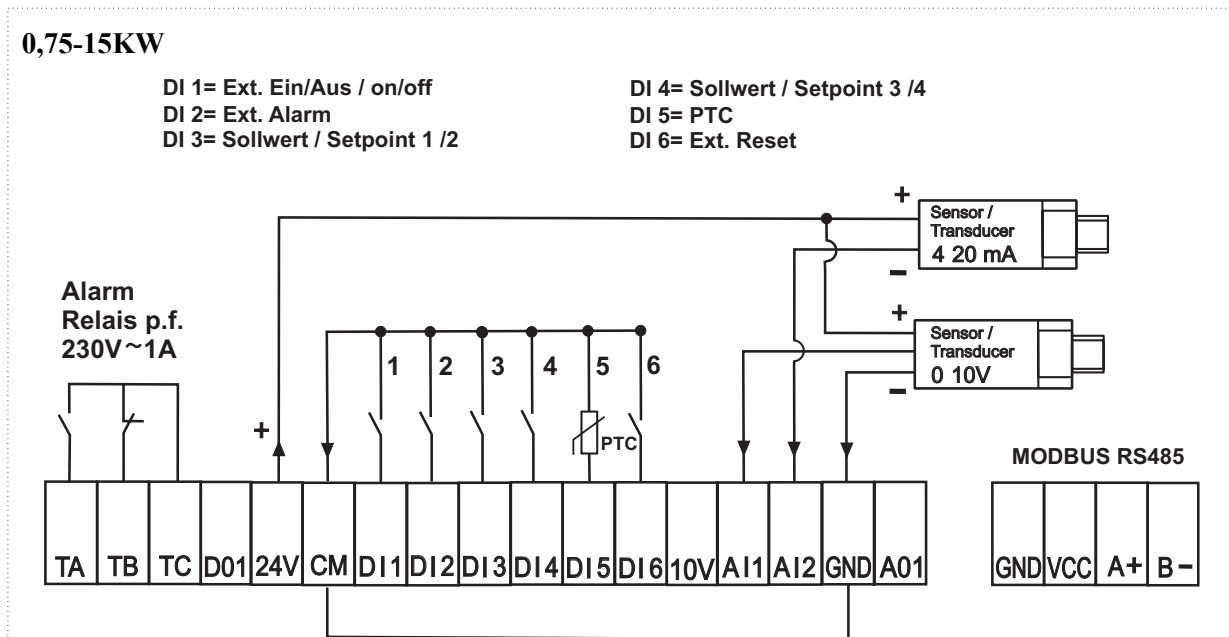 0,75-15KW
DI 1= Ext. Ein/Aus / on/off
DI 2= Ext. Alarm
DI 3= Sollwert / Setpoint 1 /2
DI 4= Sollwert / Setpoint 3 /4
DI 5= PTC
DI 6= Ext. Reset
+
Sensor /
Transducer
4 20 mA
−
+
Sensor /
Transducer
0 10V
−
Alarm
Relais p.f.
230V~1A
1 2 3 4 5 6
+
PTC
MODBUS RS485
TA TB TC D01 24V CM DI1 DI2 DI3 DI4 DI5 DI6 10V AI1 AI2 GND A01
GND VCC A+ B−